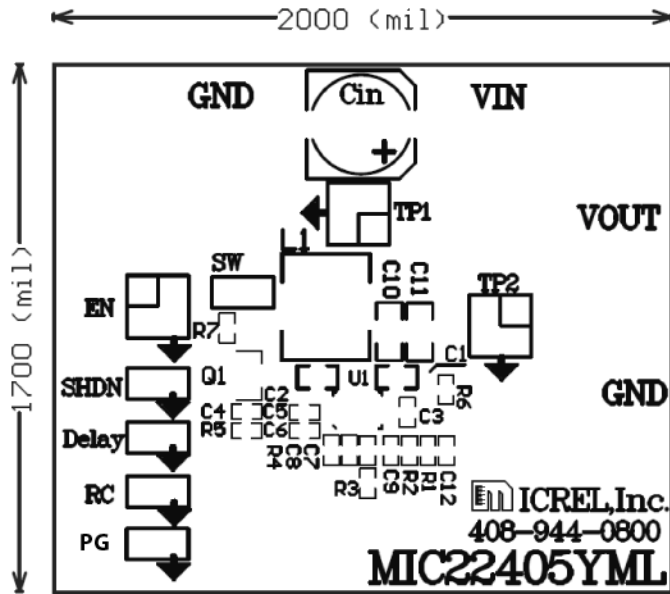 2000 (mil)
1700 (mil)
GND
Cin
VIN
TP1
VOUT
L1
SW
C10
C11
TP2
EN
R7
Q1
U1
C1
SHDN
C2
R6
GND
C4
C5
C3
Delay
R5
C6
R4
C8
C7
R3
C9
R2
R1
C12
RC
MICREL,Inc.
408-944-0800
PG
MIC22405YML